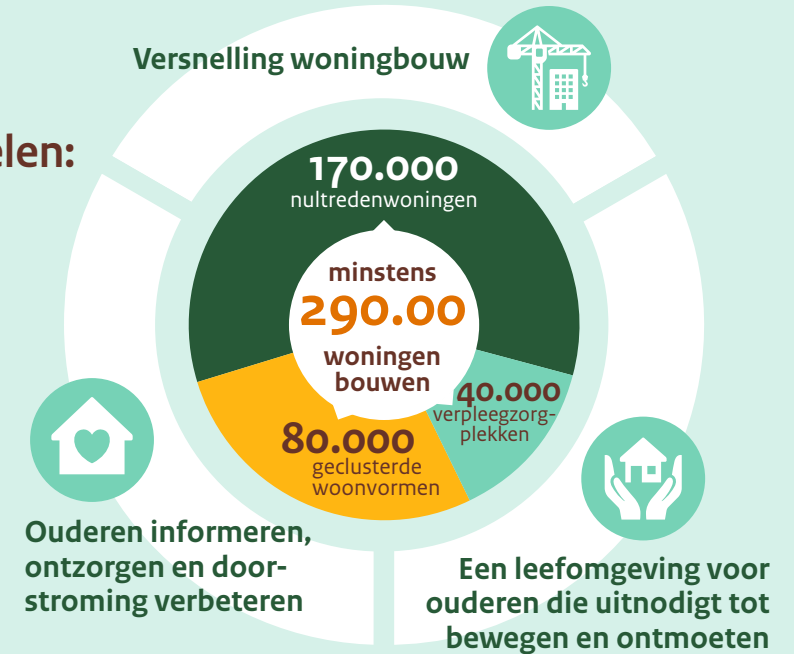 Versnelling woningbouw
elen:
170.000
nultredenwoningen
minstens
290.00
woningen
bouwen
40.000
verpleegzorg-
plekken
80.000
geclusterde
woonvormen
Ouderen informeren,
ontzorgen en door-
stroming verbeteren
Een leefomgeving voor
ouderen die uitnodigt tot
bewegen en ontmoeten